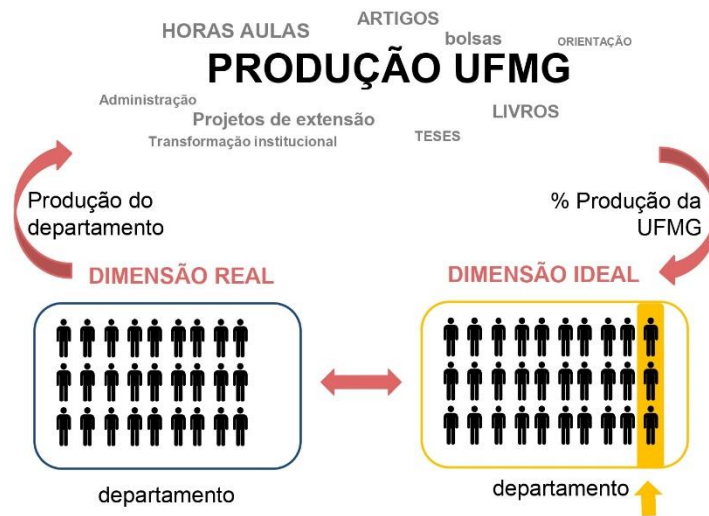 HORAS AULAS
ARTIGOS
bolsas
ORIENTAÇÃO
PRODUÇÃO UFMG
Administração
Projetos de extensão
LIVROS
Transformação institucional
TESES
Produção do
departamento
% Produção da
UFMG
DIMENSÃO REAL
DIMENSÃO IDEAL
departamento
departamento